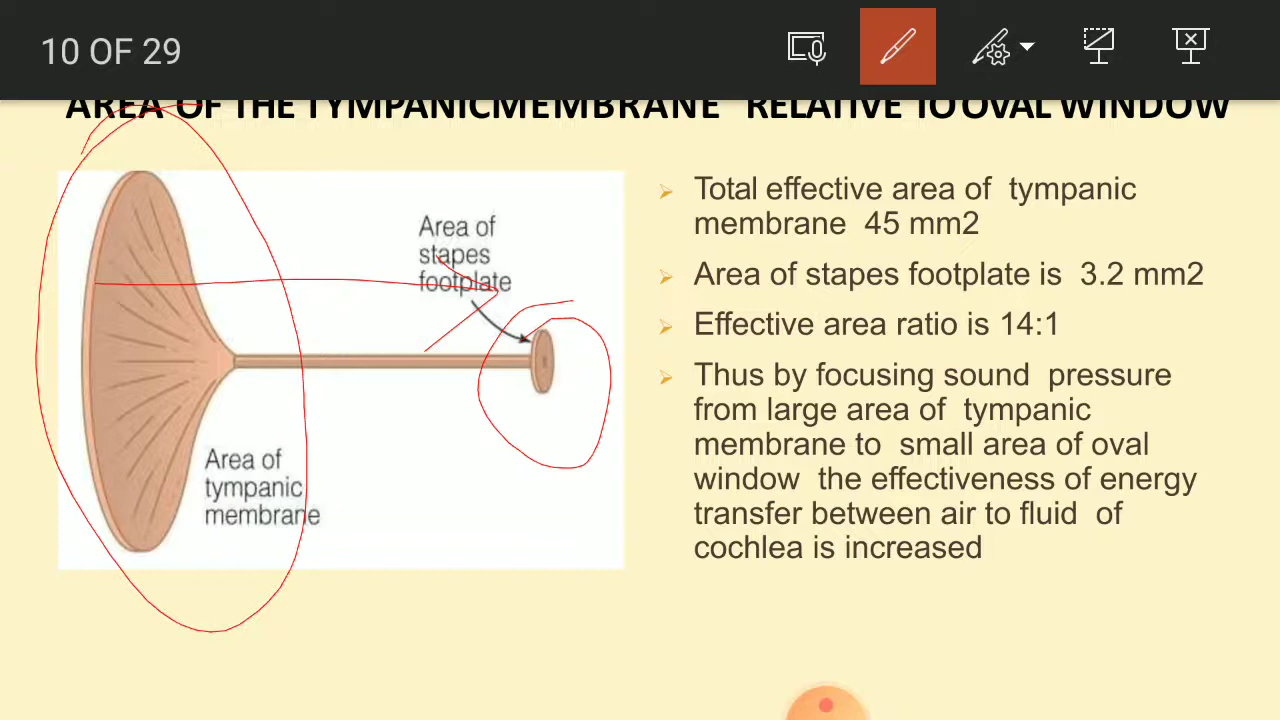 10 OF 29
AREA OF THE TYMPANICMEMBRANE RELATIVE TO OVAL WINDOW
Area of
stapes
footplate
Area of
tympanic
membrane
Total effective area of tympanic
membrane 45 mm2
Area of stapes footplate is 3.2 mm2
Effective area ratio is 14:1
Thus by focusing sound pressure
from large area of tympanic
membrane to small area of oval
window the effectiveness of energy
transfer between air to fluid of
cochlea is increased